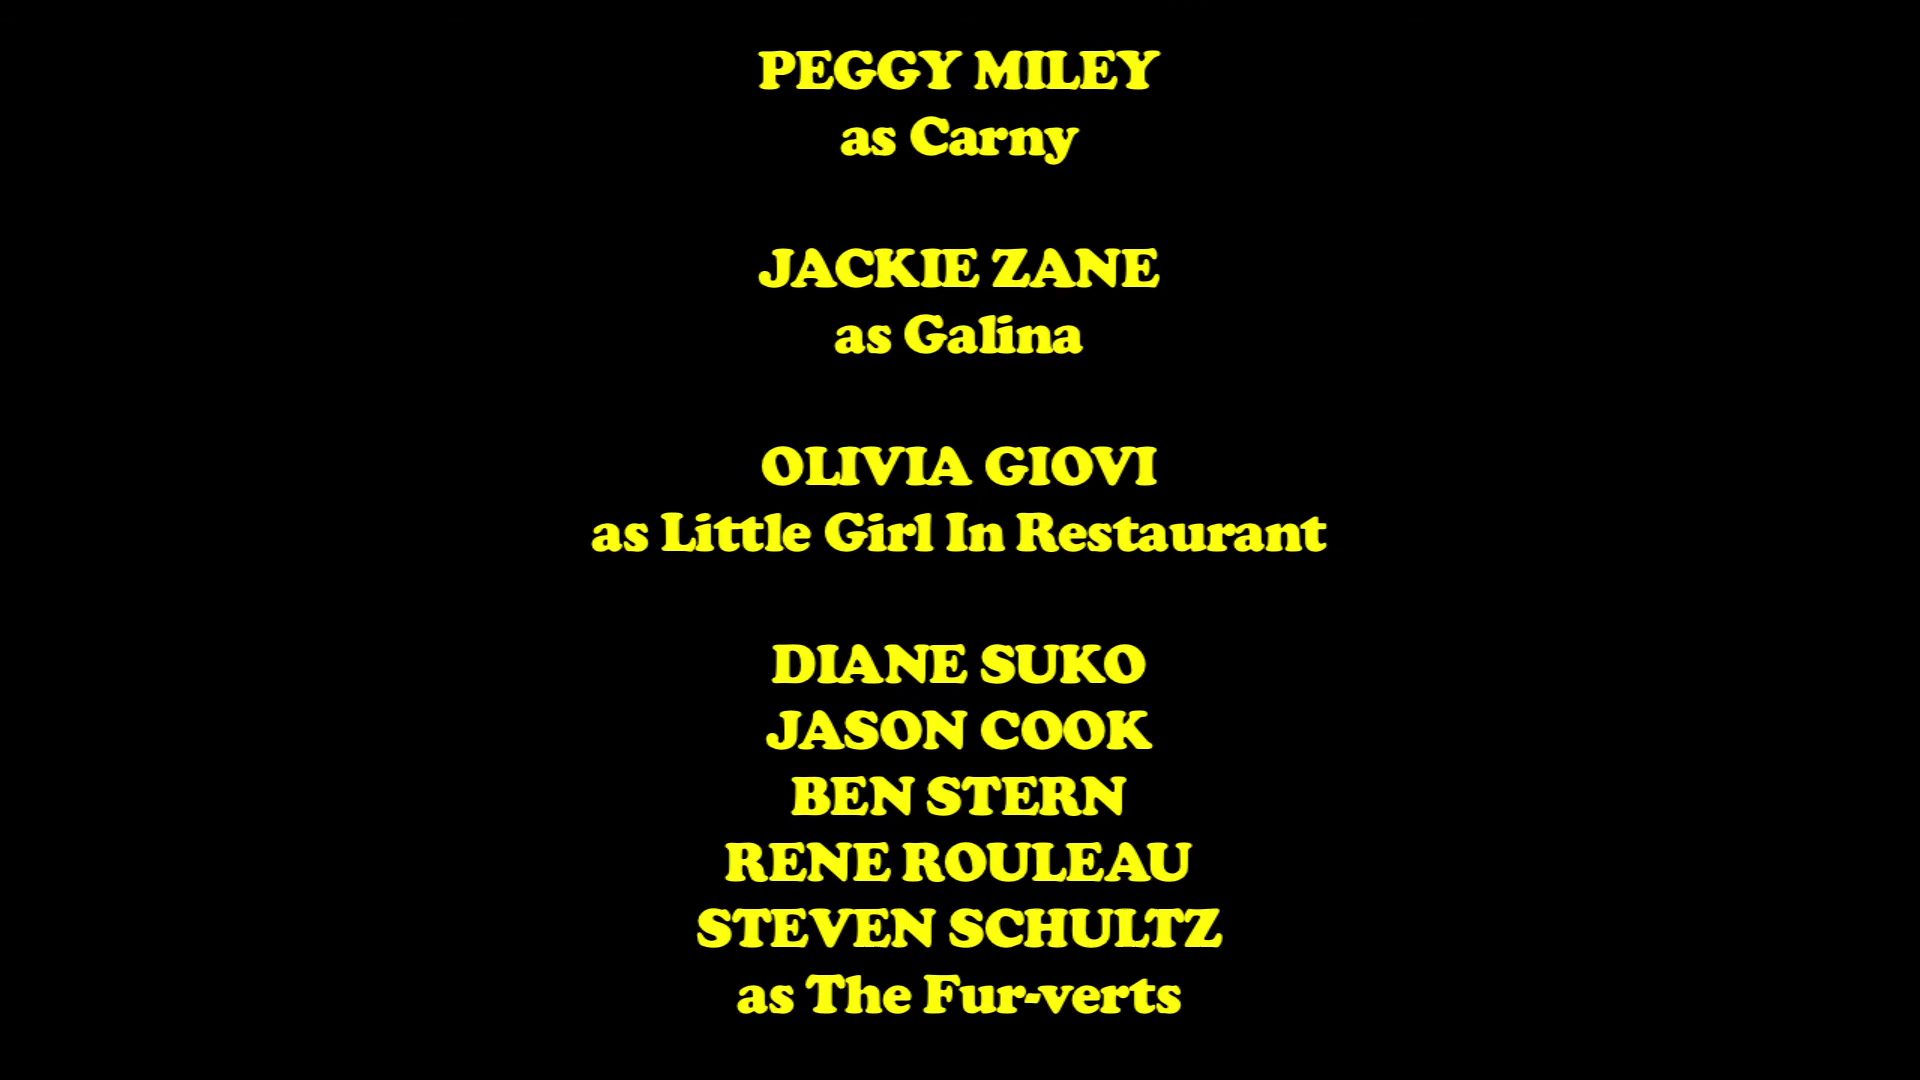 PEGGY MILEY
as Carny
JACKIE ZANE
as Galina
OLIVIA GIOVI
as Little Girl In Restaurant
DIANE SUKO
JASON COOK
BEN STERN
RENE ROULEAU
STEVEN SCHULTZ
as The Fur-verts